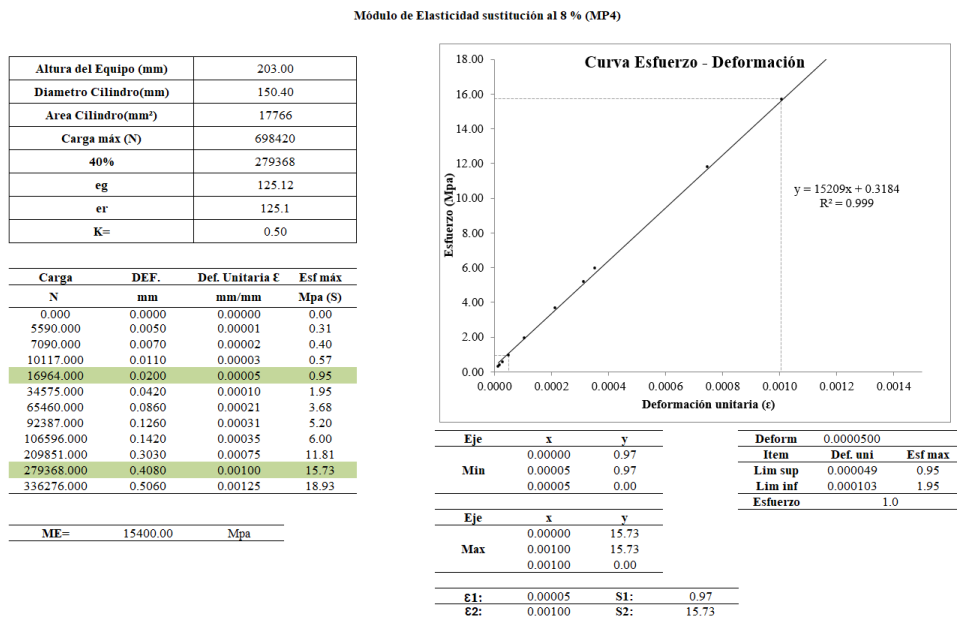 Módulo de Elasticidad sustitución al 8 % (MP4)
Altura del Equipo (mm) 203.00
Diametro Cilindro(mm) 150.40
Area Cilindro(mm²) 17766
Carga máx (N) 698420
40% 279368
eg 125.12
er 125.1
K= 0.50
Carga DEF. Def. Unitaria Ɛ Esf máx
N mm mm/mm Mpa (S)
0.000 0.0000 0.00000 0.00
5590.000 0.0050 0.00001 0.31
7090.000 0.0070 0.00002 0.40
10117.000 0.0110 0.00003 0.57
16964.000 0.0200 0.00005 0.95
34575.000 0.0420 0.00010 1.95
65460.000 0.0860 0.00021 3.68
92387.000 0.1260 0.00031 5.20
106596.000 0.1420 0.00035 6.00
209851.000 0.3030 0.00075 11.81
279368.000 0.4080 0.00100 15.73
336276.000 0.5060 0.00125 18.93
ME= 15400.00 Mpa
Curva Esfuerzo - Deformación
Esfuerzo (Mpa)
18.00
16.00
14.00
12.00
10.00
8.00
6.00
4.00
2.00
0.00
y = 15209x + 0.3184
R² = 0.999
0.0000 0.0002 0.0004 0.0006 0.0008 0.0010 0.0012 0.0014
Deformación unitaria (ε)
Eje x y
0.00000 0.97
Min 0.00005 0.97
0.00005 0.00
Deform 0.0000500
Item Def. uni Esf max
Lim sup 0.000049 0.95
Lim inf 0.000103 1.95
Esfuerzo 1.0
Eje x y
0.00000 15.73
Max 0.00100 15.73
0.00100 0.00
Ɛ1: 0.00005 S1: 0.97
Ɛ2: 0.00100 S2: 15.73